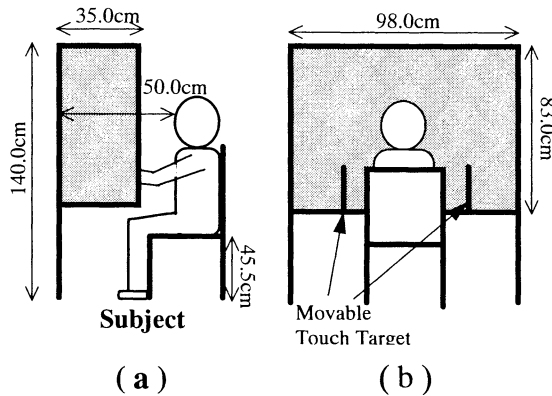 35.0cm
98.0cm
50.0cm
140.0cm
83.0cm
45.5cm
Subject
Movable
Touch Target
(a)
(b)